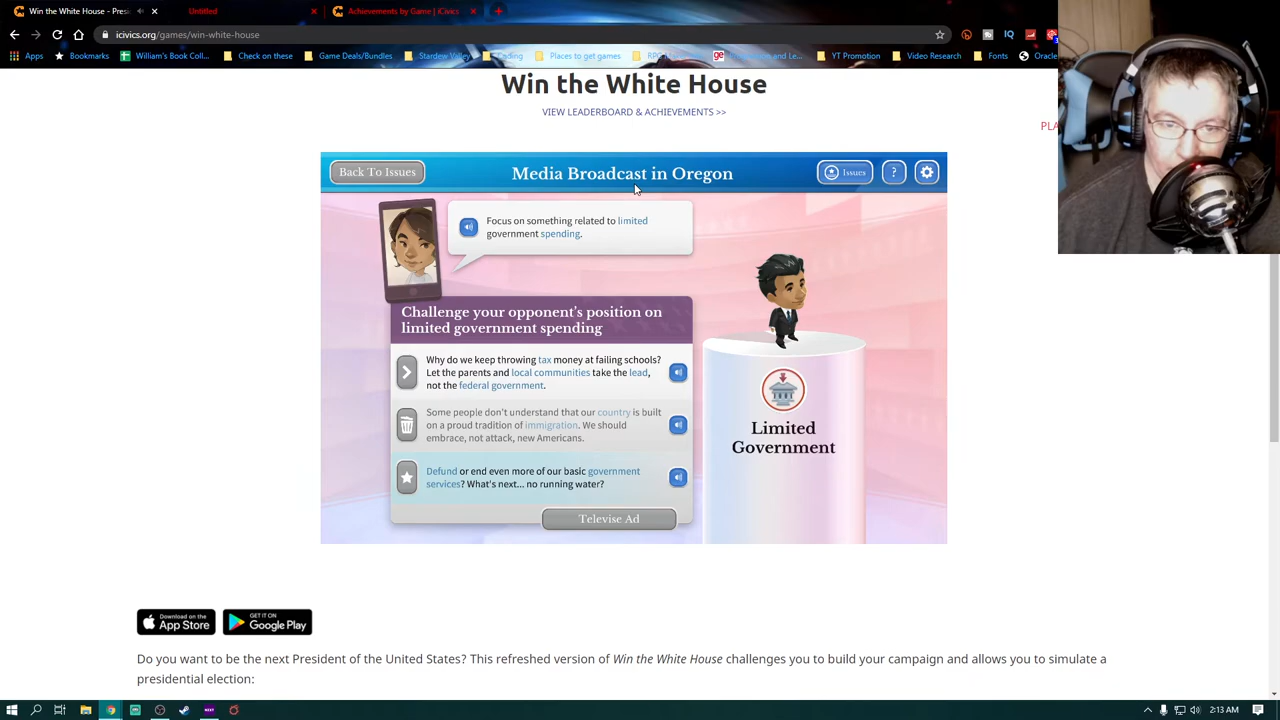 Win the White House - Presi
Untitled
Achievements by Game | iCivics
icivics.org/games/win-white-house
Apps
Bookmarks
William's Book Coll...
Check on these
Game Deals/Bundles
Stardew Valley
Places to get games
YT Promotion
Video Research
Fonts
Oracle
Win the White House
VIEW LEADERBOARD & ACHIEVEMENTS >>
PLA
Back To Issues
Media Broadcast in Oregon
Issues
?
Focus on something related to limited
government spending.
Challenge your opponent's position on
limited government spending
Why do we keep throwing tax money at failing schools?
Let the parents and local communities take the lead,
not the federal government.
Some people don't understand that our country is built
on a proud tradition of immigration. We should
embrace, not attack, new Americans.
Defund or end even more of our basic government
services? What's next... no running water?
Televise Ad
Limited
Government
Download on the
App Store
GET IT ON
Google Play
Do you want to be the next President of the United States? This refreshed version of Win the White House challenges you to build your campaign and allows you to simulate a
presidential election:
2:13 AM